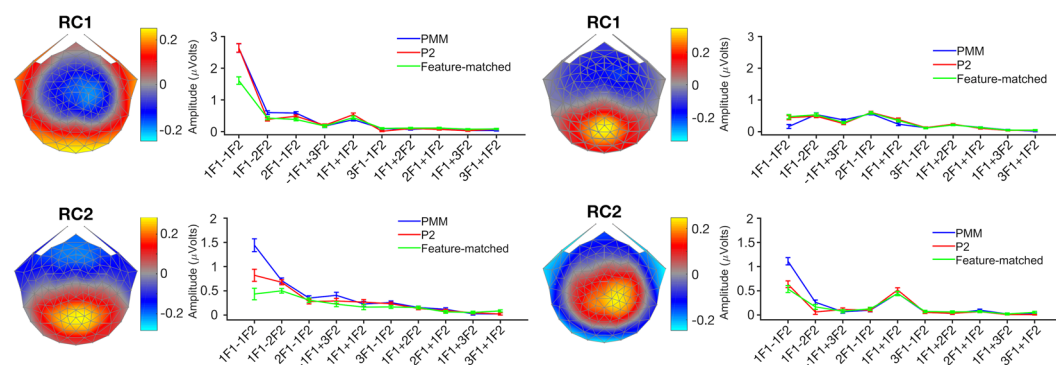 RC1
0.2
0
-0.2
Amplitude (μVolts)
3
2
1
0
PMM
P2
Feature-matched
1F1-1F2
1F1-2F2
2F1-1F2
-1F1+3F2
1F1+1F2
3F1-1F2
1F1+2F2
2F1+1F2
1F1+3F2
3F1+1F2
RC1
0.2
0
-0.2
Amplitude (μVolts)
3
2
1
0
PMM
P2
Feature-matched
1F1-1F2
1F1-2F2
-1F1+3F2
2F1-1F2
1F1+1F2
3F1-1F2
1F1+2F2
2F1+1F2
1F1+3F2
3F1+1F2
RC2
0.2
0
-0.2
Amplitude (μVolts)
2
1.5
1
0.5
0
PMM
P2
Feature-matched
1F1-1F2
1F1-2F2
2F1-1F2
-1F1+3F2
1F1+1F2
3F1-1F2
1F1+2F2
2F1+1F2
1F1+3F2
3F1+1F2
RC2
0.2
0
-0.2
Amplitude (μVolts)
2
1.5
1
0.5
0
PMM
P2
Feature-matched
1F1-1F2
1F1-2F2
-1F1+3F2
2F1-1F2
1F1+1F2
3F1-1F2
1F1+2F2
2F1+1F2
1F1+3F2
3F1+1F2